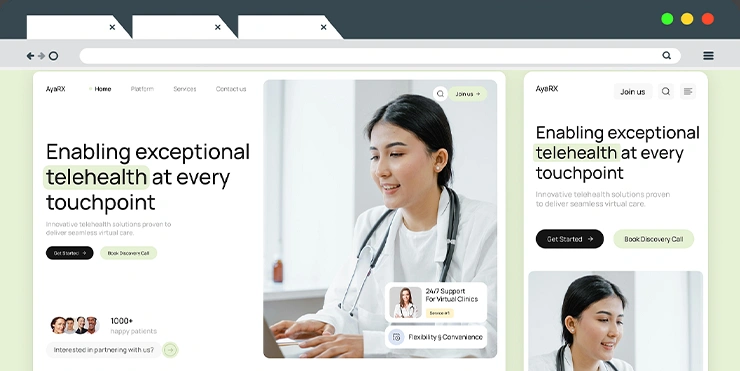 AyaRX
Home
Platform
Services
Contact us
Join us
Enabling exceptional
telehealth at every
touchpoint
Innovative telehealth solutions proven to
deliver seamless virtual care.
Get Started
Book Discovery Call
24/7 Support
For Virtual Clinics
1000+
happy patients
Interested in partnering with us?
Flexibility & Convenience
AyaRX
Join us
Enabling exceptional
telehealth at every
touchpoint
Innovative telehealth solutions proven
to deliver seamless virtual care.
Get Started
Book Discovery Call